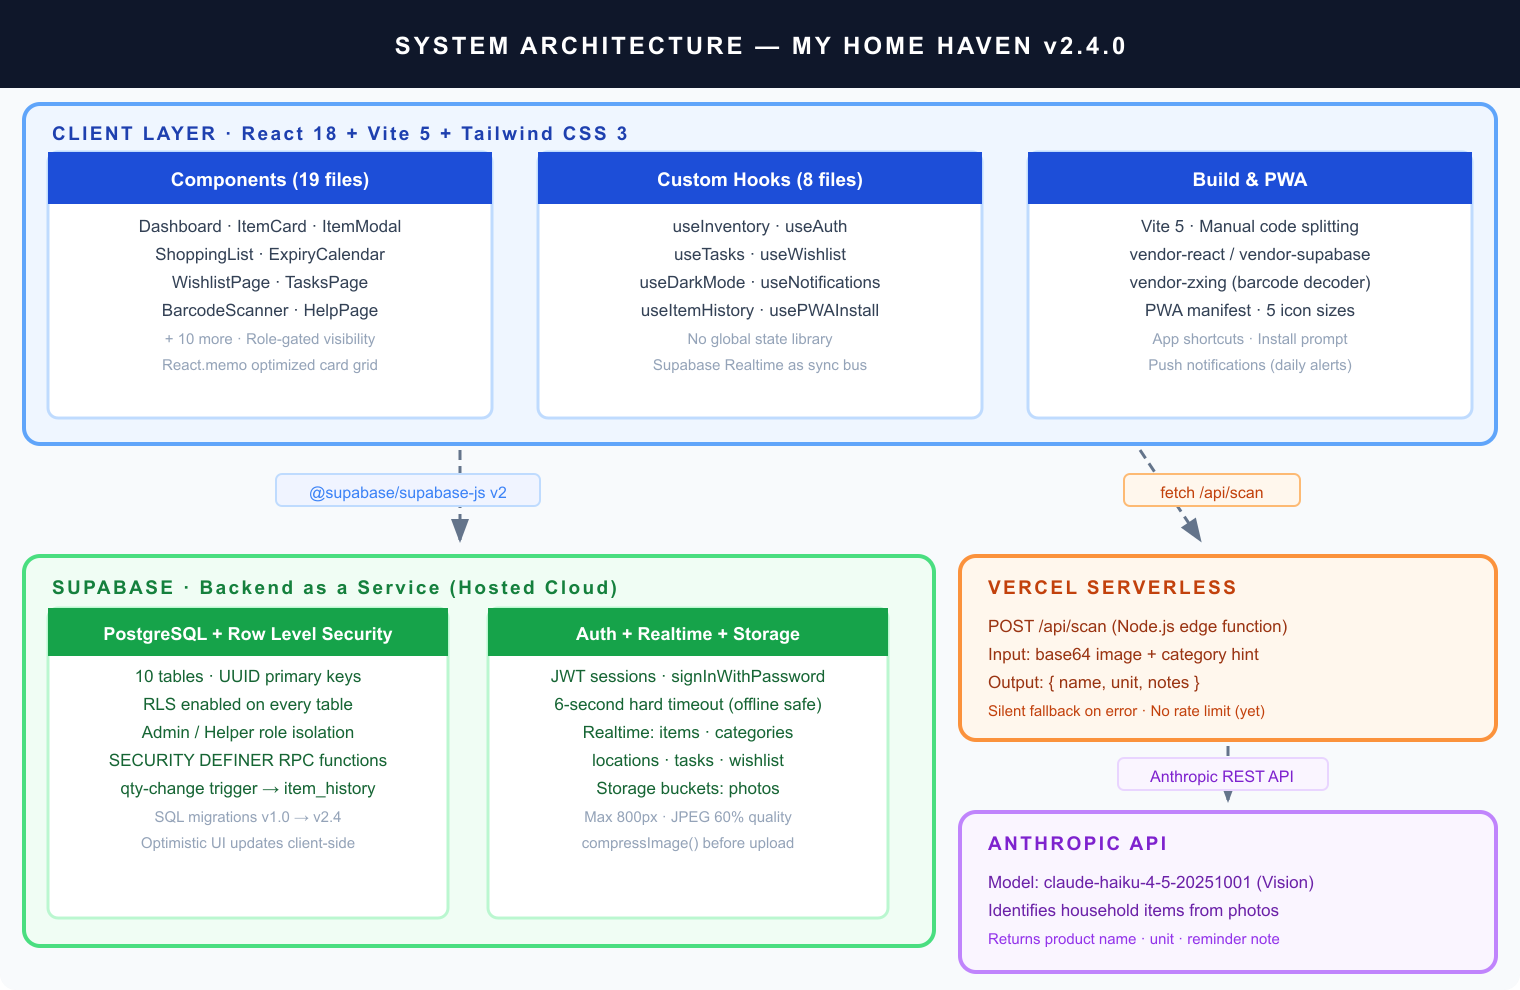 SYSTEM ARCHITECTURE — MY HOME HAVEN v2.4.0
CLIENT LAYER · React 18 + Vite 5 + Tailwind CSS 3
Components (19 files)
Dashboard · ItemCard · ItemModal
ShoppingList · ExpiryCalendar
WishlistPage · TasksPage
BarcodeScanner · HelpPage
+ 10 more · Role-gated visibility
React.memo optimized card grid
Custom Hooks (8 files)
useInventory · useAuth
useTasks · useWishlist
useDarkMode · useNotifications
useItemHistory · usePWAInstall
No global state library
Supabase Realtime as sync bus
Build & PWA
Vite 5 · Manual code splitting
vendor-react / vendor-supabase
vendor-zxing (barcode decoder)
PWA manifest · 5 icon sizes
App shortcuts · Install prompt
Push notifications (daily alerts)
@supabase/supabase-js v2
fetch /api/scan
SUPABASE · Backend as a Service (Hosted Cloud)
PostgreSQL + Row Level Security
10 tables · UUID primary keys
RLS enabled on every table
Admin / Helper role isolation
SECURITY DEFINER RPC functions
qty-change trigger → item_history
SQL migrations v1.0 → v2.4
Optimistic UI updates client-side
Auth + Realtime + Storage
JWT sessions · signInWithPassword
6-second hard timeout (offline safe)
Realtime: items · categories
locations · tasks · wishlist
Storage buckets: photos
Max 800px · JPEG 60% quality
compressImage() before upload
VERCEL SERVERLESS
POST /api/scan (Node.js edge function)
Input: base64 image + category hint
Output: { name, unit, notes }
Silent fallback on error · No rate limit (yet)
Anthropic REST API
ANTHROPIC API
Model: claude-haiku-4-5-20251001 (Vision)
Identifies household items from photos
Returns product name · unit · reminder note